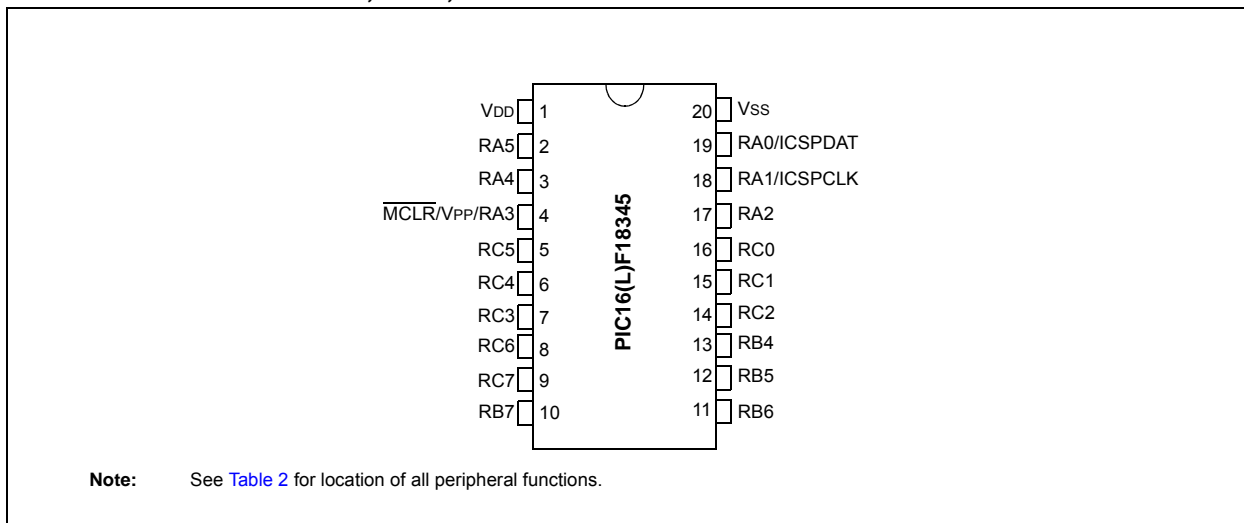 VDD 1 20 VSS
RA5 2 19 RA0/ICSPDAT
RA4 3 18 RA1/ICSPCLK
MCLR/VPP/RA3 4 17 RA2
RC5 5 16 RC0
RC4 6 15 RC1
RC3 7 14 RC2
RC6 8 13 RB4
RC7 9 12 RB5
RB7 10 11 RB6
PIC16(L)F18345
Note: See Table 2 for location of all peripheral functions.